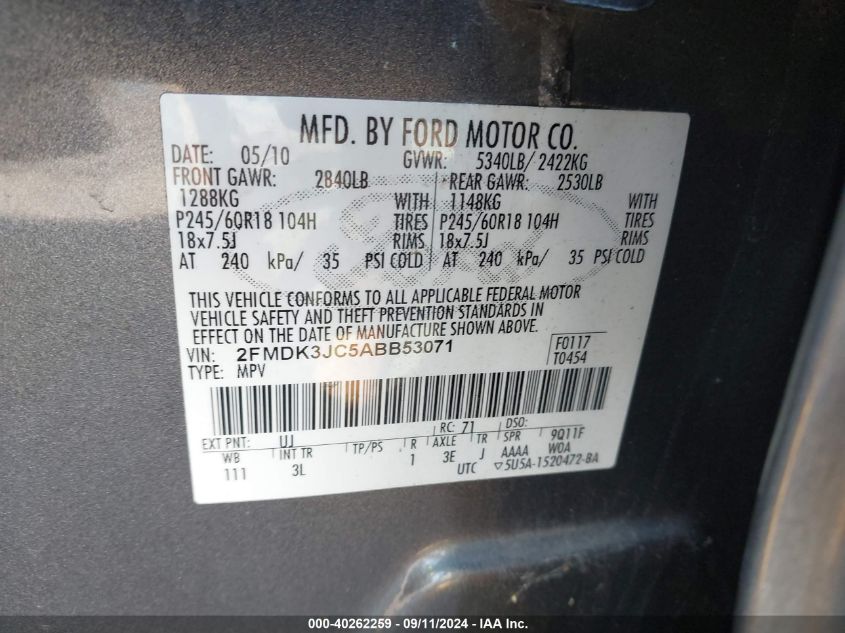 MFD. BY FORD MOTOR CO.
DATE: 05/10 GVWR: 5340LB/ 2422KG
FRONT GAWR: 2840LB REAR GAWR: 2530LB
1288KG WITH 1148KG WITH
P245/60R18 104H TIRES P245/60R18 104H TIRES
18x7.5J RIMS 18x7.5J RIMS
AT 240 kPa/ 35 PSI COLD AT 240 kPa/ 35 PSI COLD
THIS VEHICLE CONFORMS TO ALL APPLICABLE FEDERAL MOTOR
VEHICLE SAFETY AND THEFT PREVENTION STANDARDS IN
EFFECT ON THE DATE OF MANUFACTURE SHOWN ABOVE.
VIN: 2FMDK3JC5ABB53071 F0117
TYPE: MPV T0454
EXT PNT: UJ RC: 71 DSO:
WB INT TR TP/PS R AXLE TR SPR 9Q11F
111 3L 1 3E J AAAA W0A
UTC ▽5U5A-1520472-BA
000-40262259 - 09/11/2024 - IAA, Inc.